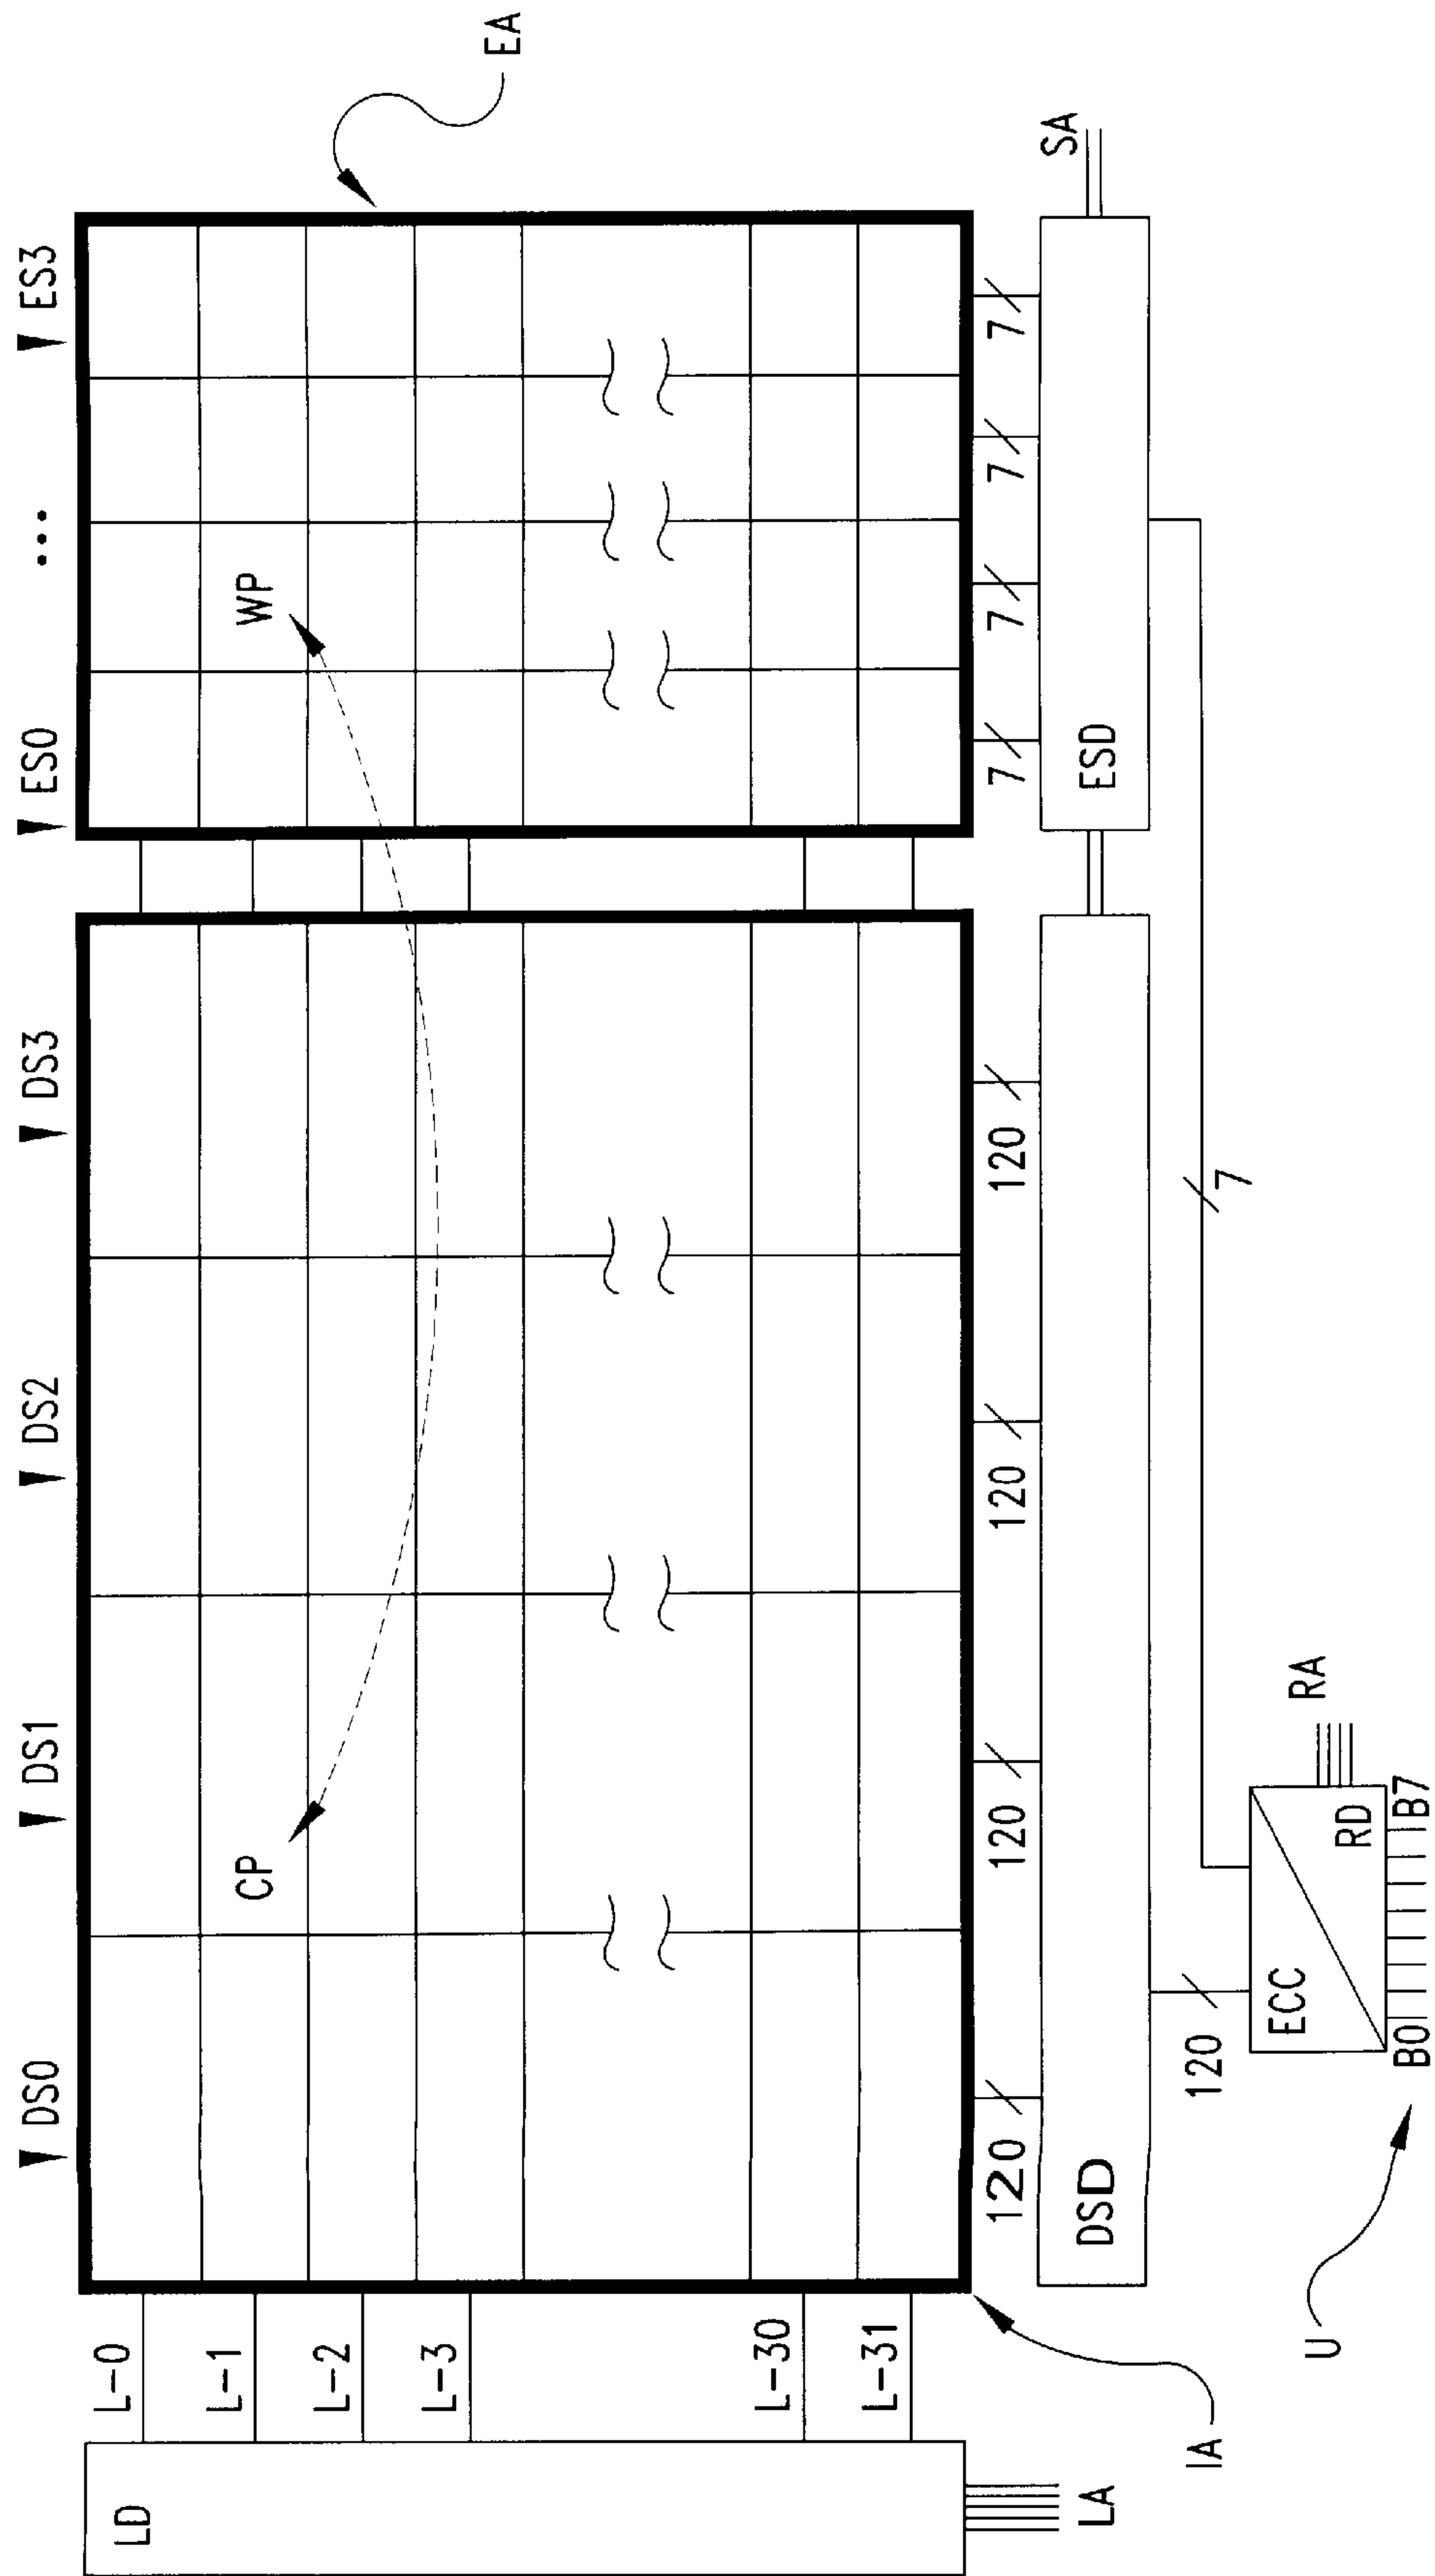 DS0 DS1 DS2 DS3 ES0 ... ES3
EA
LD
L-0
L-1
L-2
L-3
L-30
L-31
CP
WP
LA
IA
120 120 120 120 7 7 7 7
DSD
ESD
SA
120
7
ECC
RD
RA
B0 B7
U